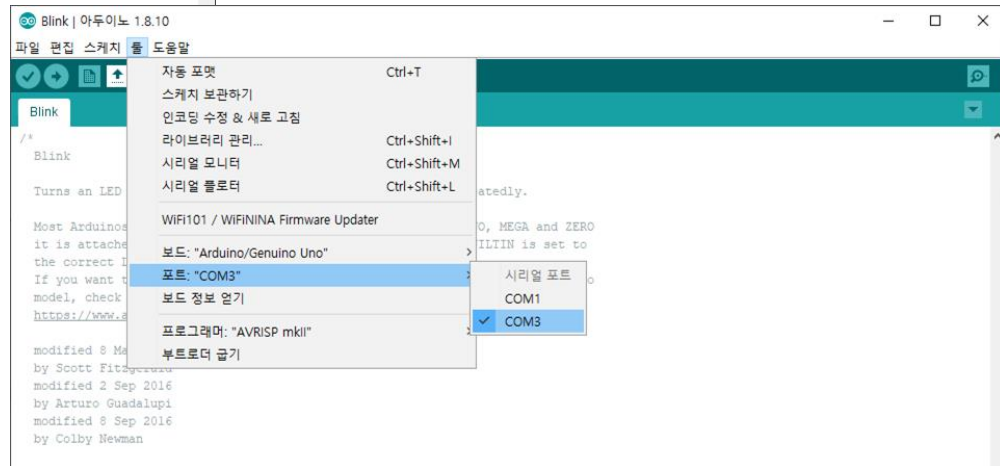 Blink | 아두이노 1.8.10
파일 편집 스케치 툴 도움말
Blink
자동 포맷 Ctrl+T
스케치 보관하기
인코딩 수정 & 새로 고침
라이브러리 관리... Ctrl+Shift+I
시리얼 모니터 Ctrl+Shift+M
시리얼 플로터 Ctrl+Shift+L
WiFi101 / WiFiNINA Firmware Updater
보드: "Arduino/Genuino Uno"
포트: "COM3"
보드 정보 얻기
프로그래머: "AVRISP mkII"
부트로더 굽기
시리얼 포트
COM1
COM3
/*
Blink
Turns an LED atedly.
Most Arduinos O, MEGA and ZERO
it is attache ILTIN is set to
the correct
If you want o
model, check
https://www.a
modified 8 Ma
by Scott Fitzgerald
modified 2 Sep 2016
by Arturo Guadalupi
modified 8 Sep 2016
by Colby Newman